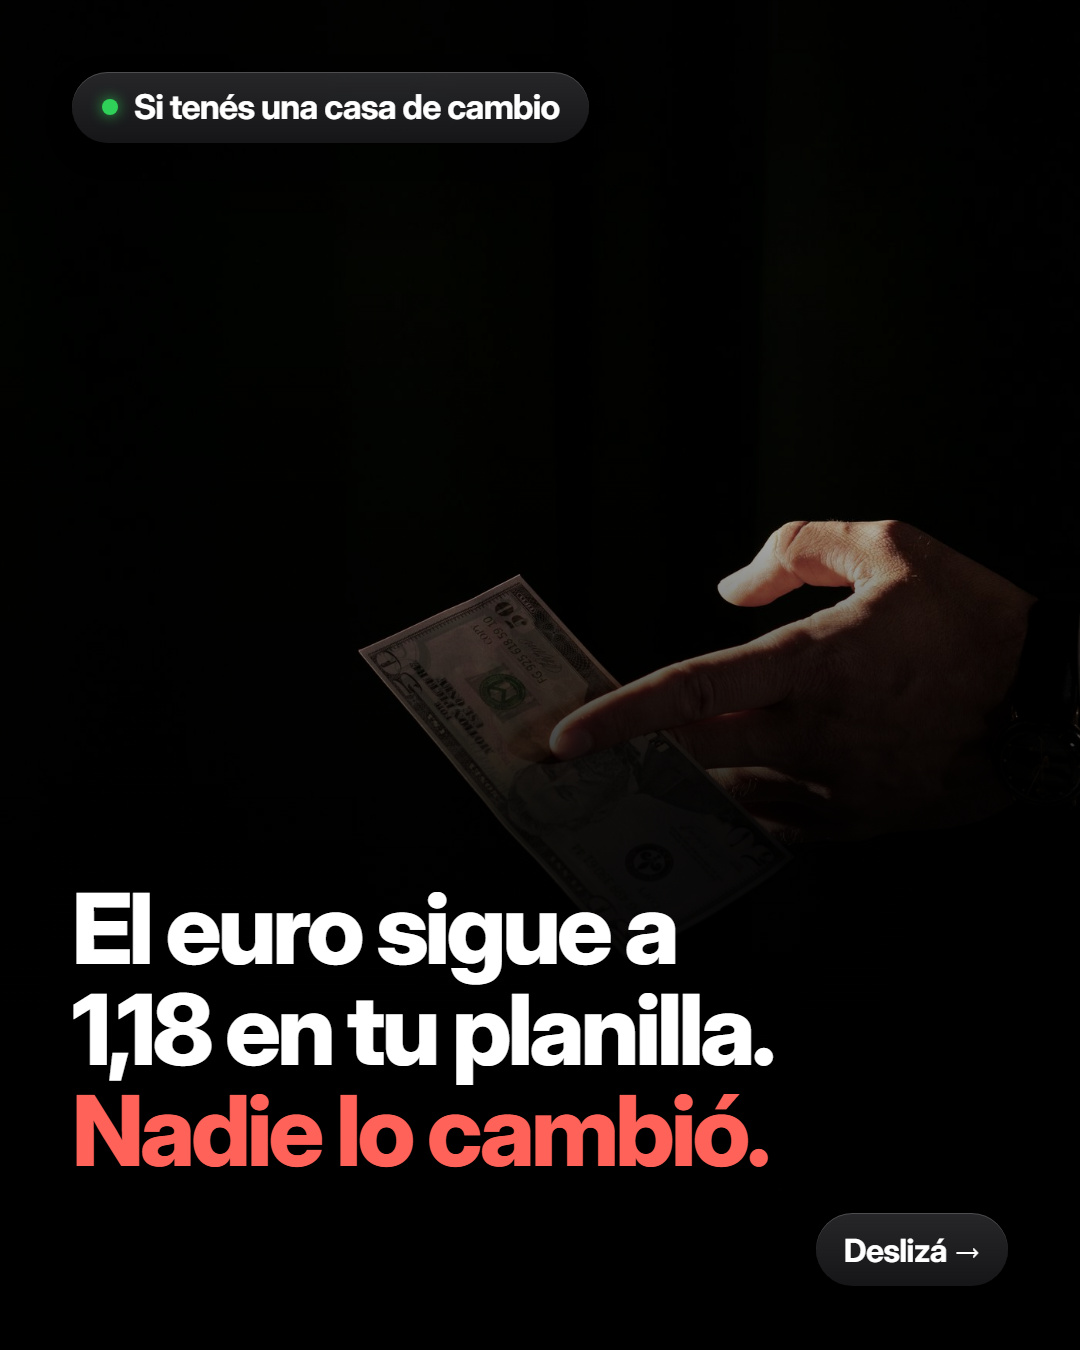 Si tenés una casa de cambio
El euro sigue a
1,18 en tu planilla.
Nadie lo cambió.
Deslizá →